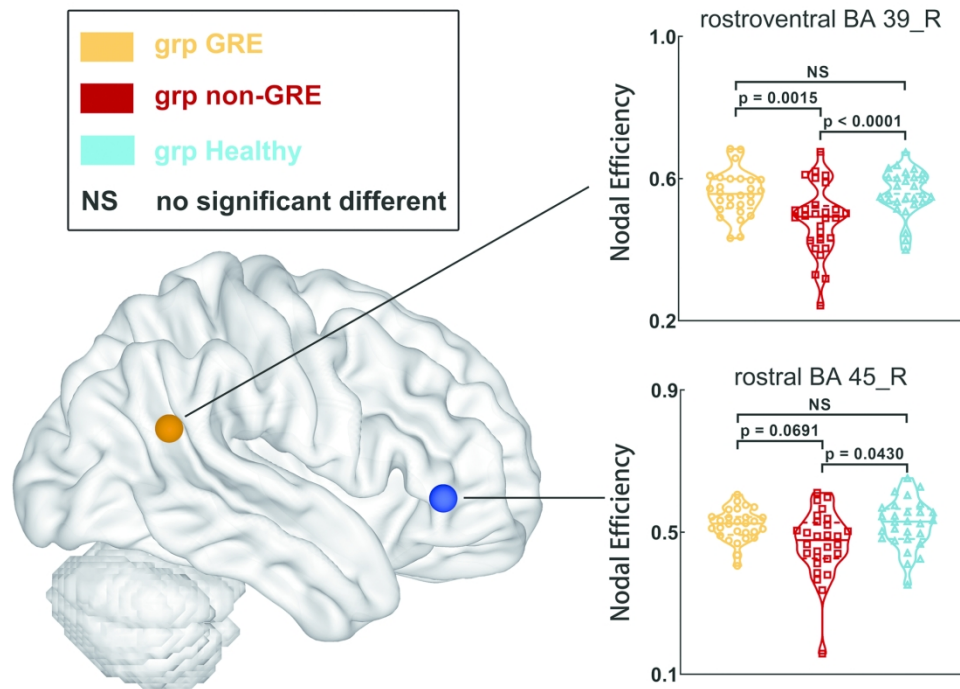 grp GRE
grp non-GRE
grp Healthy
NS no significant different
rostroventral BA 39_R
1.0
NS
p = 0.0015
p < 0.0001
0.6
Nodal Efficiency
0.2
rostral BA 45_R
0.9
NS
p = 0.0691
p = 0.0430
0.5
Nodal Efficiency
0.1